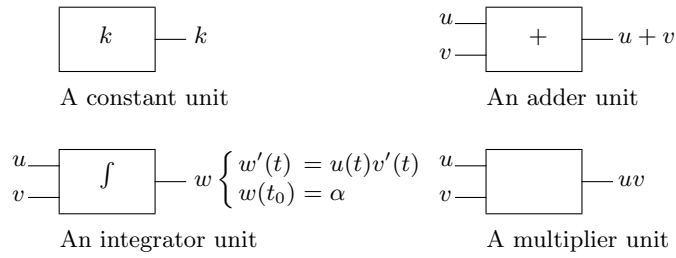 k k
A constant unit
u
v + u + v
An adder unit
u
v ∫ w { w′(t) = u(t)v′(t)
w(t₀) = α
An integrator unit
u
v uv
A multiplier unit